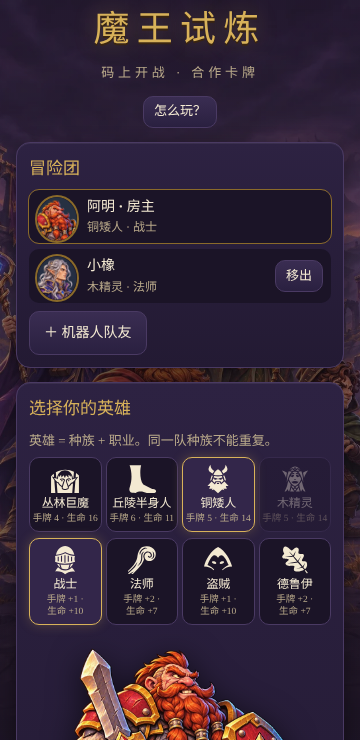 魔王试炼
码上开战 · 合作卡牌
怎么玩?
冒险团
阿明 · 房主
铜矮人 · 战士
小橡
木精灵 · 法师
移出
＋ 机器人队友
选择你的英雄
英雄 = 种族 + 职业。同一队种族不能重复。
丛林巨魔 丘陵半身人 铜矮人 木精灵
手牌 4 · 生命 16 手牌 6 · 生命 11 手牌 5 · 生命 14 手牌 5 · 生命 14
战士 法师 盗贼 德鲁伊
手牌 +1 · 手牌 +2 · 手牌 +1 · 手牌 +2 ·
生命 +10 生命 +7 生命 +10 生命 +7